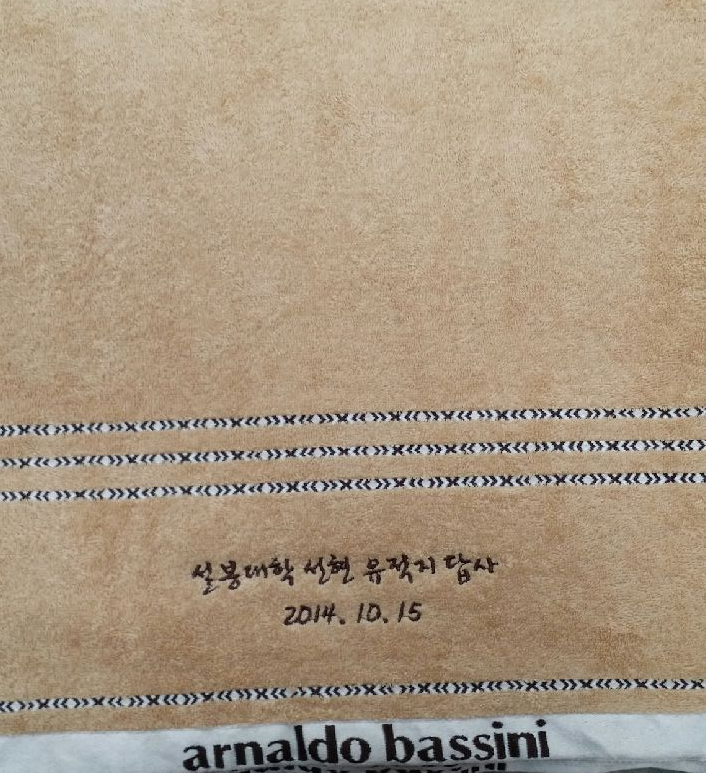 설봉대학 선현 유적지 답사
2014. 10. 15
arnaldo bassini